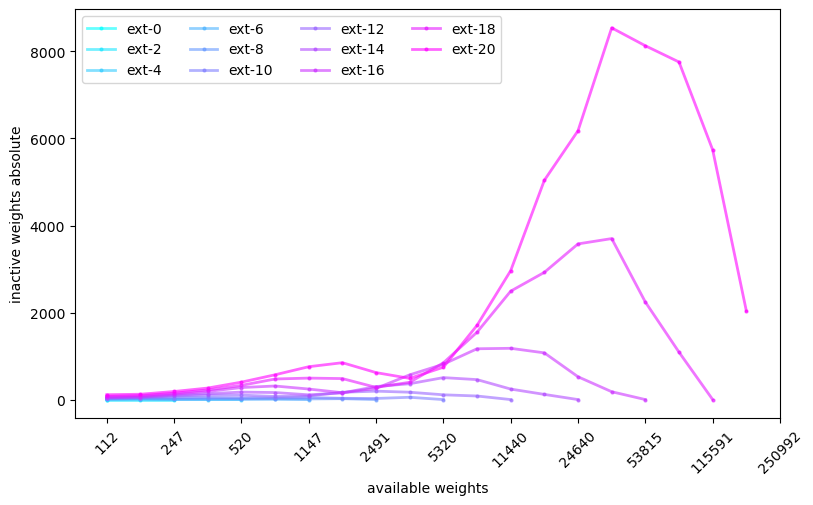 ext-0
ext-2
ext-4
ext-6
ext-8
ext-10
ext-12
ext-14
ext-16
ext-18
ext-20
inactive weights absolute
8000
6000
4000
2000
0
112
247
520
1147
2491
5320
11440
24640
53815
115591
250992
available weights